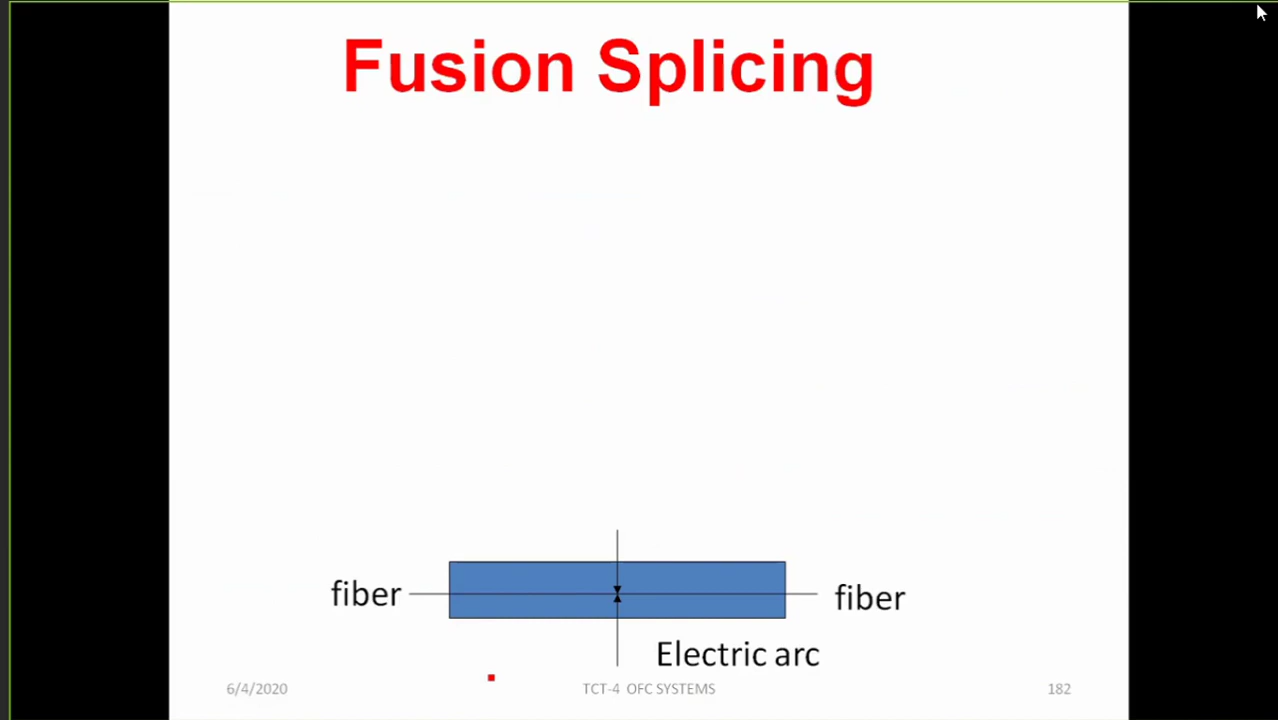 Fusion Splicing
fiber
fiber
Electric arc
6/4/2020
TCT-4 OFC SYSTEMS
182